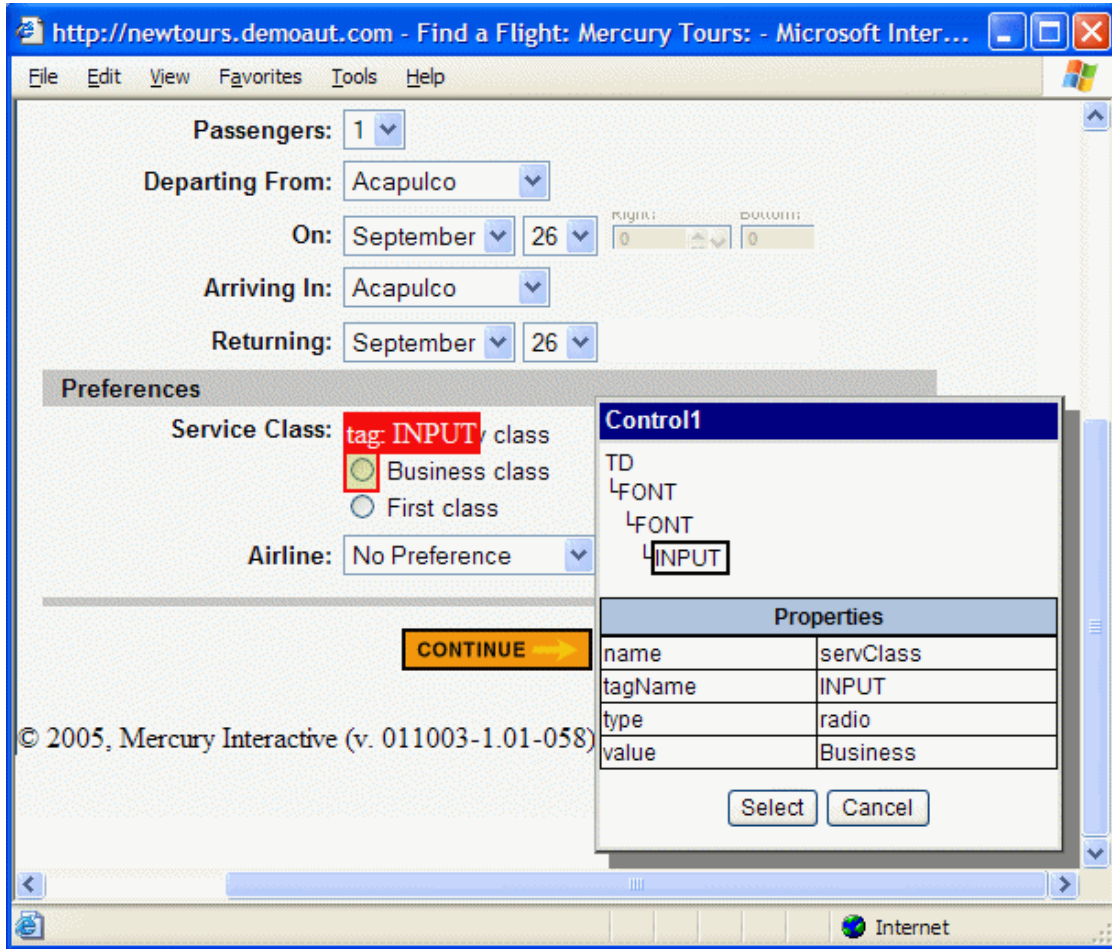 http://newtours.demoaut.com - Find a Flight: Mercury Tours: - Microsoft Inter...
File Edit View Favorites Tools Help
Passengers: 1
Departing From: Acapulco
Right: Bottom:
On: September 26 0 0
Arriving In: Acapulco
Returning: September 26
Preferences
Service Class: tag: INPUT class
Business class
First class
Airline: No Preference
CONTINUE
© 2005, Mercury Interactive (v. 011003-1.01-058)
Control1
TD
FONT
FONT
INPUT
Properties
name servClass
tagName INPUT
type radio
value Business
Select Cancel
Internet